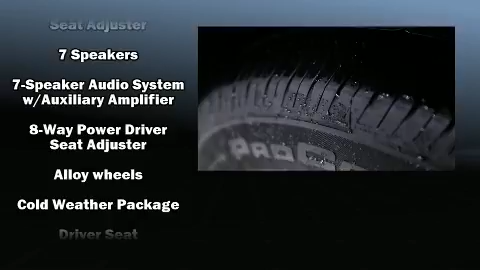 Seat Adjuster
7 Speakers
7-Speaker Audio System
w/Auxiliary Amplifier
8-Way Power Driver
Seat Adjuster
Alloy wheels
Cold Weather Package
Driver Seat